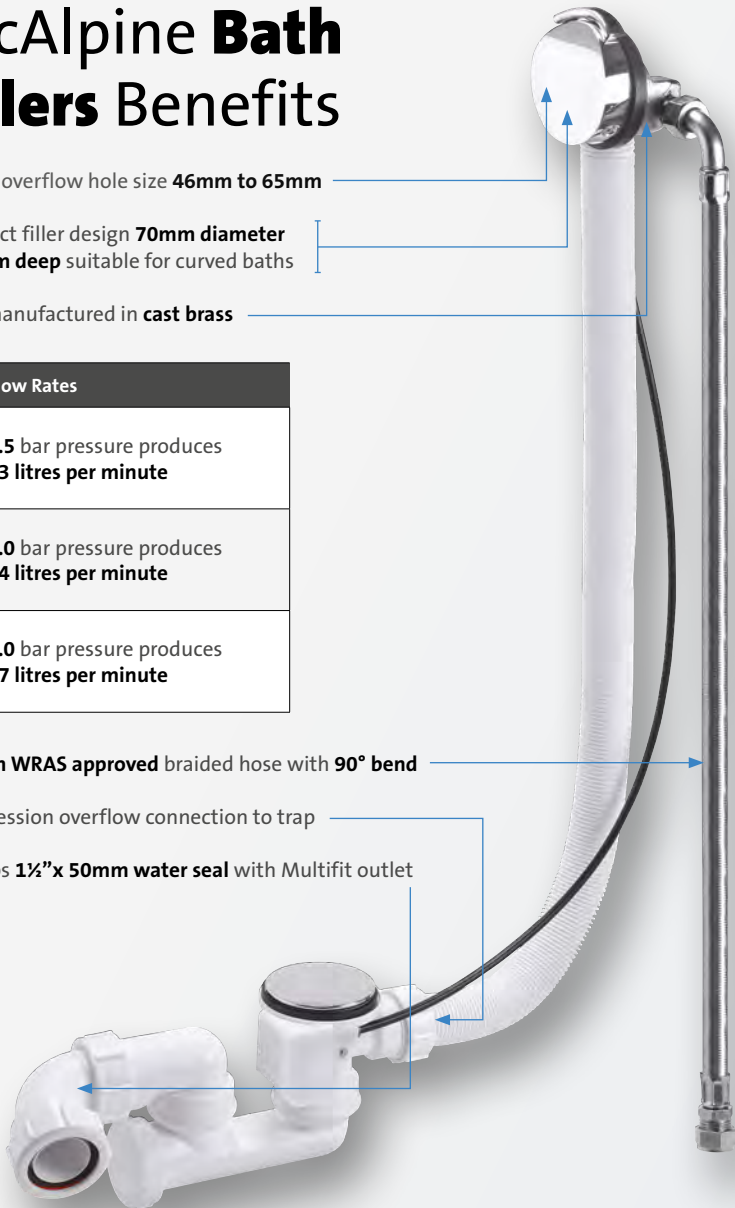 cAlpine Bath
lers Benefits
overflow hole size 46mm to 65mm
ct filler design 70mm diameter
m deep suitable for curved baths
manufactured in cast brass
ow Rates
.5 bar pressure produces
3 litres per minute
.0 bar pressure produces
4 litres per minute
.0 bar pressure produces
7 litres per minute
m WRAS approved braided hose with 90° bend
ession overflow connection to trap
s 1½”x 50mm water seal with Multifit outlet